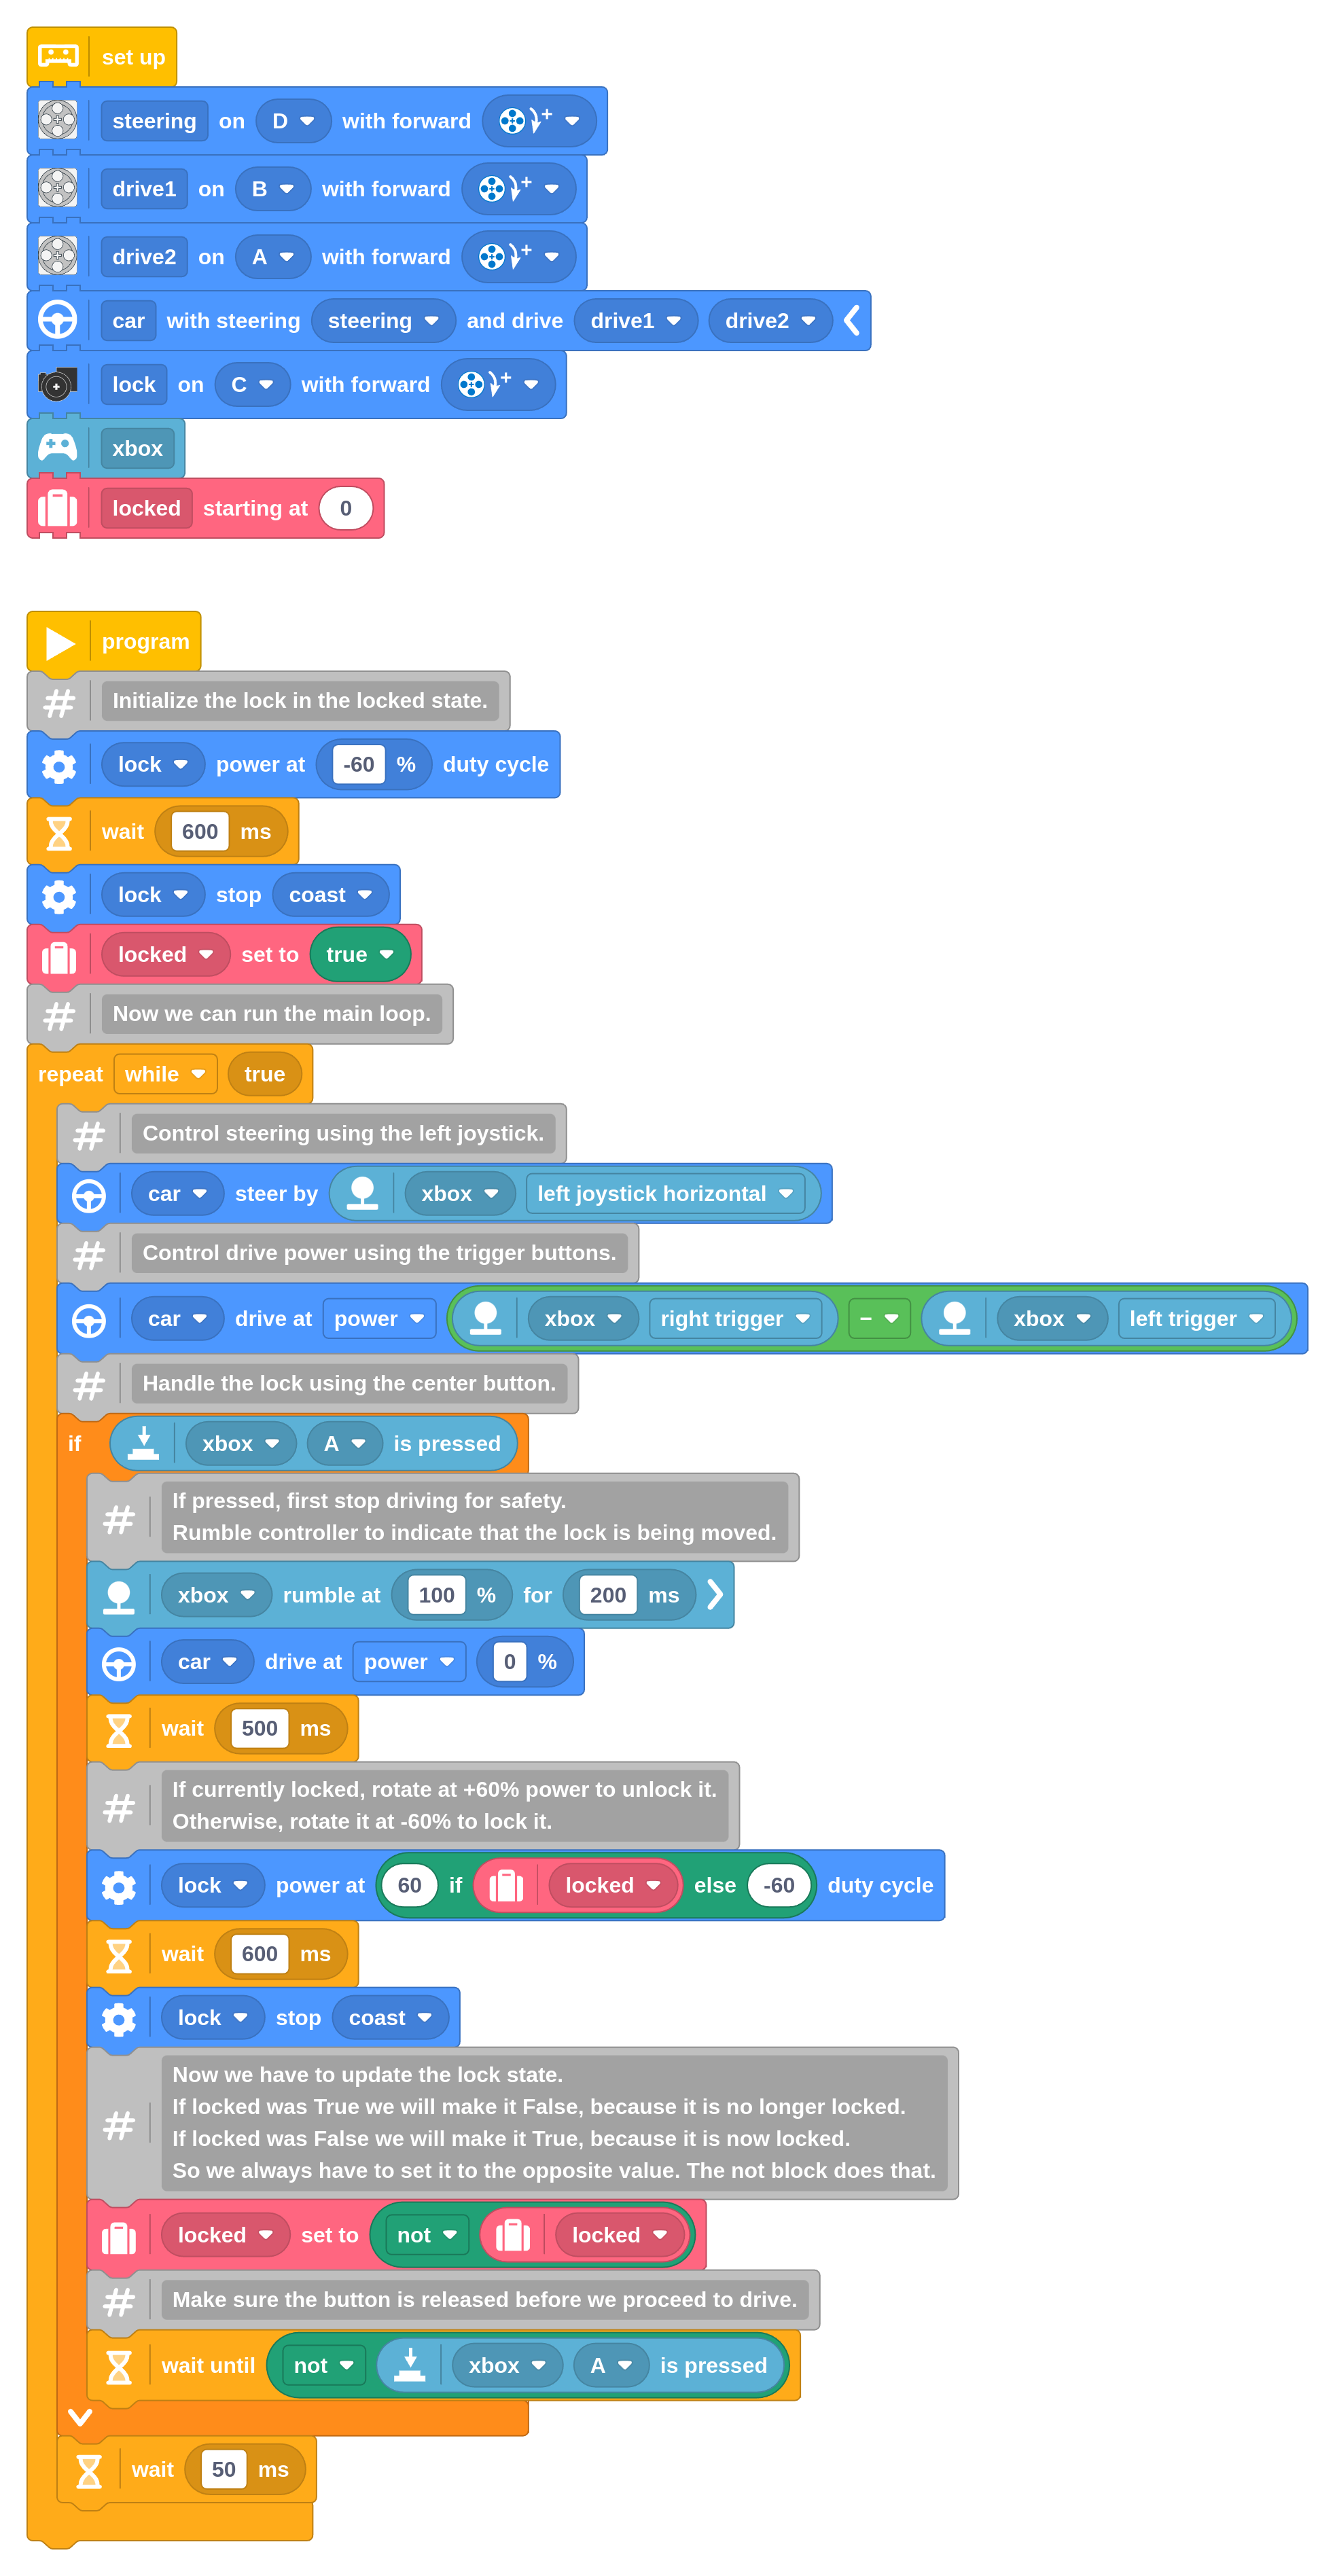 set up
steering on D with forward +
drive1 on B with forward +
drive2 on A with forward +
car with steering steering and drive drive1 drive2
lock on C with forward +
xbox
locked starting at 0
program
# Initialize the lock in the locked state.
lock power at -60 % duty cycle
wait 600 ms
lock stop coast
locked set to true
# Now we can run the main loop.
repeat while true
# Control steering using the left joystick.
car steer by xbox left joystick horizontal
# Control drive power using the trigger buttons.
car drive at power xbox right trigger − xbox left trigger
# Handle the lock using the center button.
if xbox A is pressed
# If pressed, first stop driving for safety.
Rumble controller to indicate that the lock is being moved.
xbox rumble at 100 % for 200 ms
car drive at power 0 %
wait 500 ms
# If currently locked, rotate at +60% power to unlock it.
Otherwise, rotate it at -60% to lock it.
lock power at 60 if locked else -60 duty cycle
wait 600 ms
lock stop coast
# Now we have to update the lock state.
If locked was True we will make it False, because it is no longer locked.
If locked was False we will make it True, because it is now locked.
So we always have to set it to the opposite value. The not block does that.
locked set to not locked
# Make sure the button is released before we proceed to drive.
wait until not xbox A is pressed
wait 50 ms